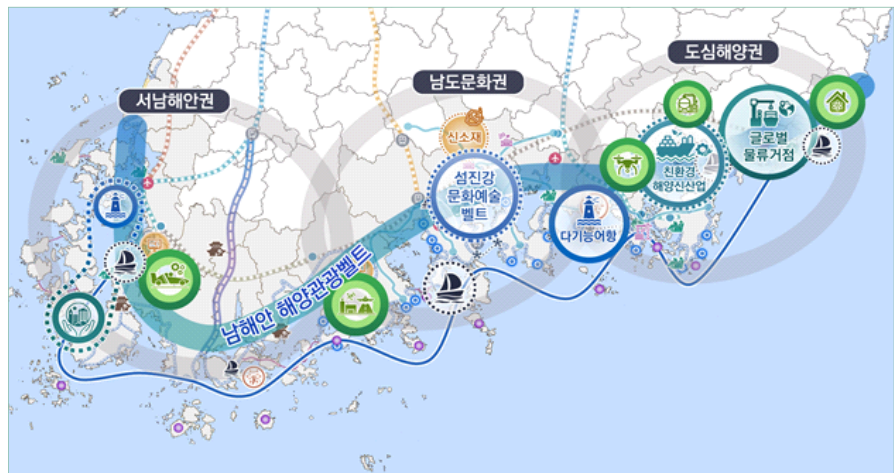 도심해양권
남도문화권
서남해안권
신소재
섬진강
문화예술
벨트
글로벌
물류거점
친환경
해양신산업
다기능어항
남해안 해양관광벨트